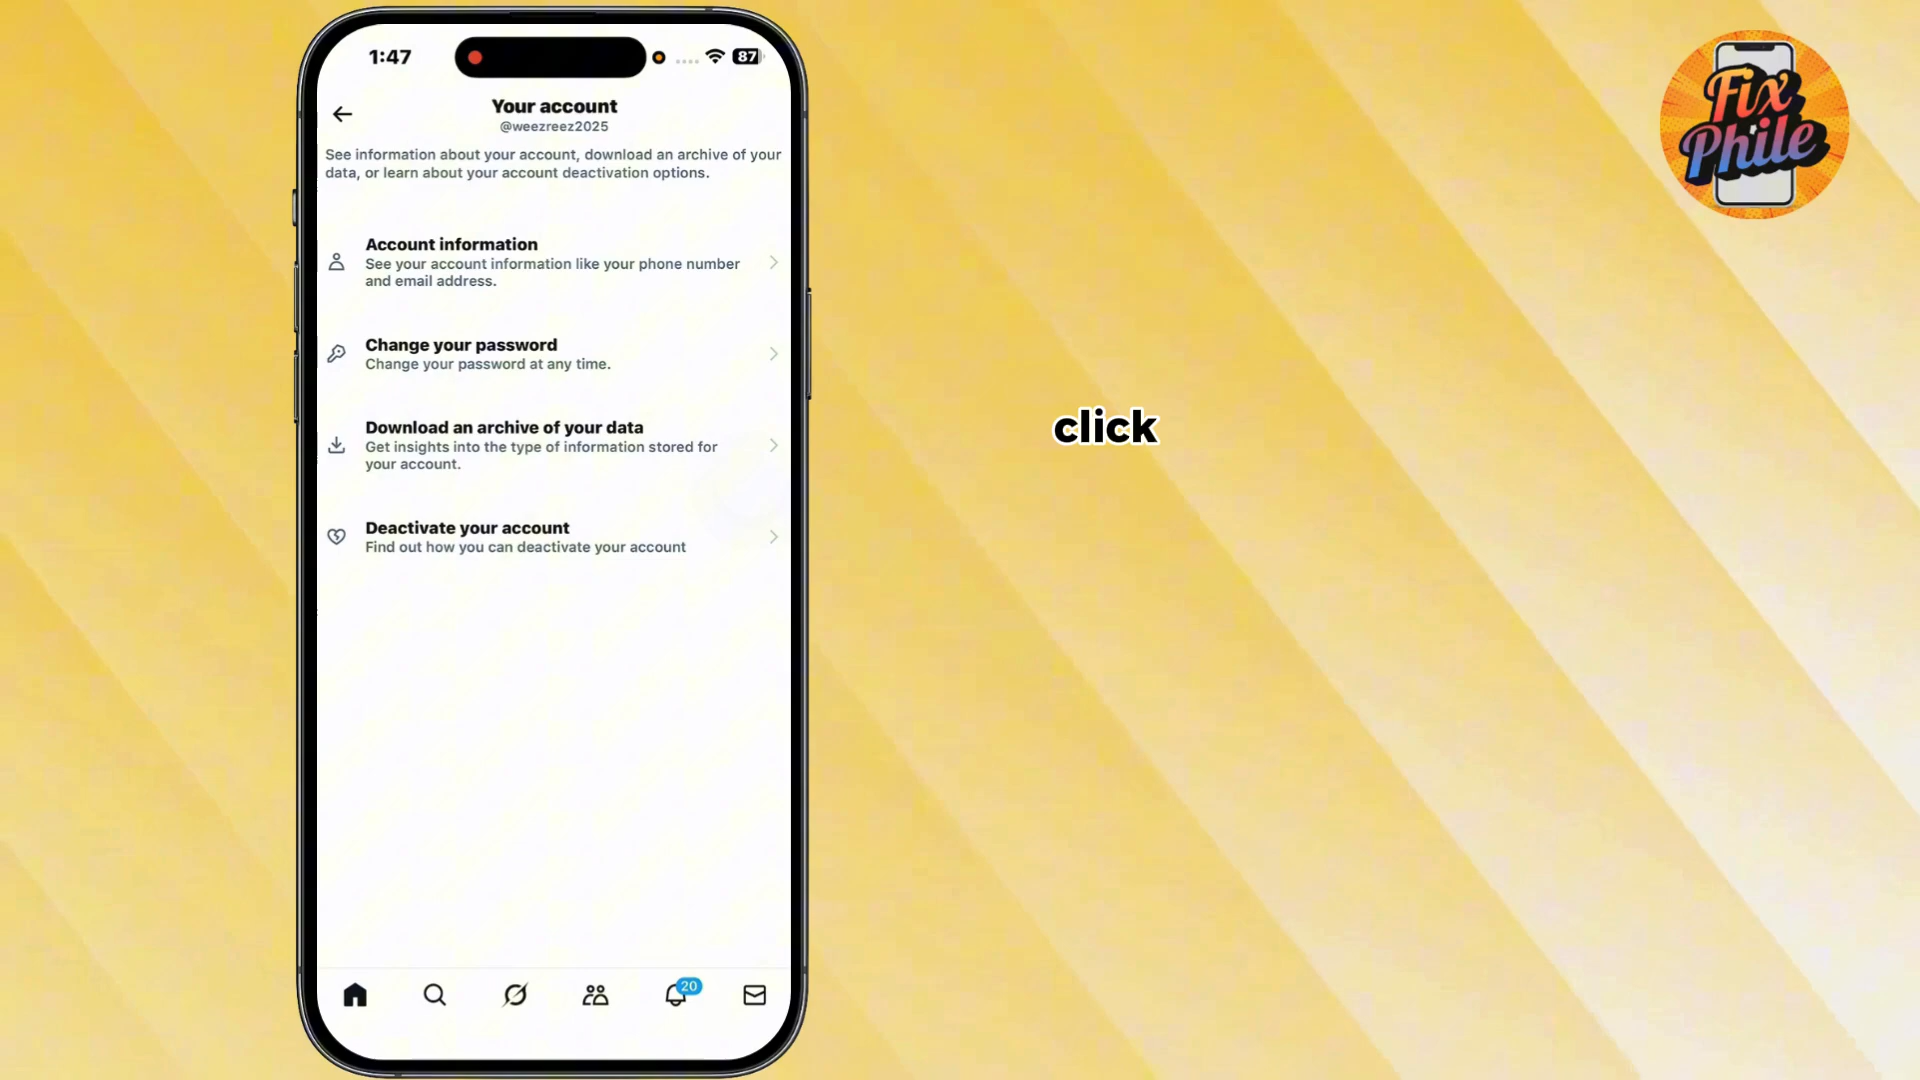 1:47
87
Your account
@weezreez2025
See information about your account, download an archive of your
data, or learn about your account deactivation options.
Account information
See your account information like your phone number
and email address.
Change your password
Change your password at any time.
Download an archive of your data
Get insights into the type of information stored for
your account.
Deactivate your account
Find out how you can deactivate your account
20
click
Fix
Phile